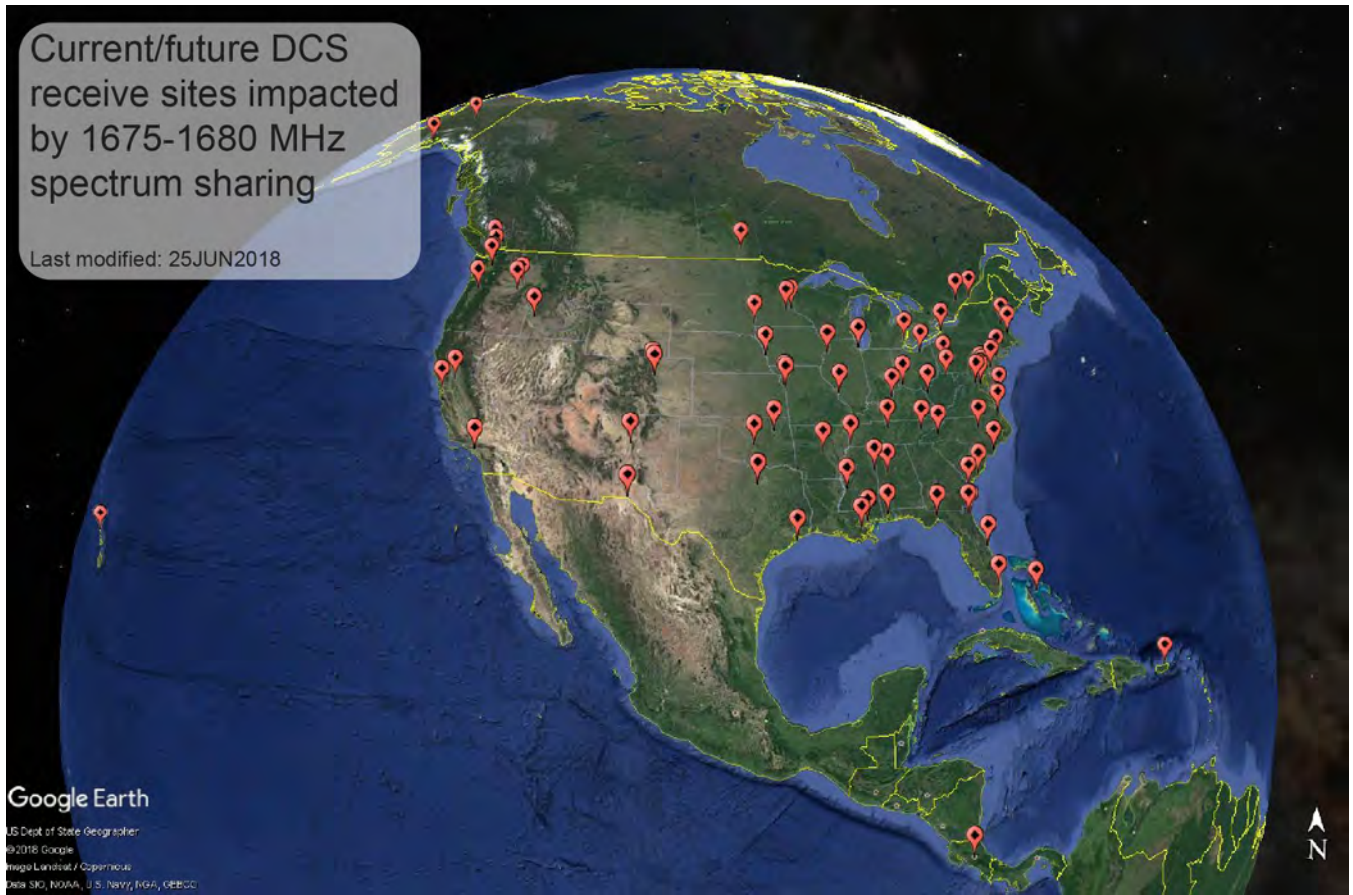 Current/future DCS
receive sites impacted
by 1675-1680 MHz
spectrum sharing
Last modified: 25JUN2018
Google Earth
US Dept of State Geographer
©2018 Google
Image Landsat / Copernicus
Data SIO, NOAA, U.S. Navy, NGA, GEBCO
N